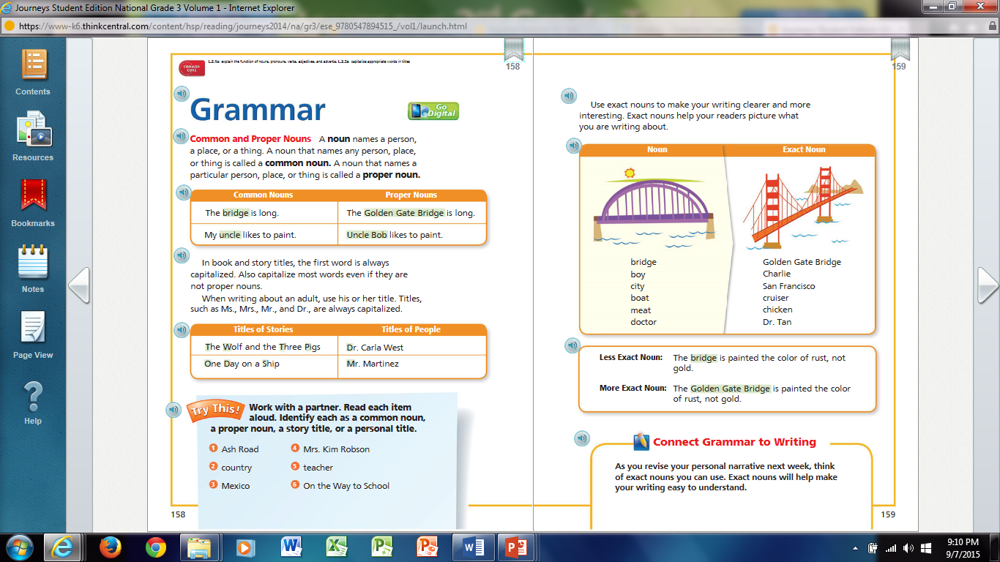 Journeys Student Edition National Grade 3 Volume 1 - Internet Explorer
https://www-k6.thinkcentral.com/content/hsp/reading/journeys2014/na/gr3/ese_9780547894515_/vol1/launch.html
Contents
Resources
Bookmarks
Notes
Page View
Help
COMMON CORE
L.3.1a explain the function of nouns, pronouns, verbs, adjectives, and adverbs; L.3.2a capitalize appropriate words in titles
158
Grammar
Go
Digital
Common and Proper Nouns A noun names a person,
a place, or a thing. A noun that names any person, place,
or thing is called a common noun. A noun that names a
particular person, place, or thing is called a proper noun.
Common Nouns Proper Nouns
The bridge is long. The Golden Gate Bridge is long.
My uncle likes to paint. Uncle Bob likes to paint.
In book and story titles, the first word is always
capitalized. Also capitalize most words even if they are
not proper nouns.
When writing about an adult, use his or her title. Titles,
such as Ms., Mrs., Mr., and Dr., are always capitalized.
Titles of Stories Titles of People
The Wolf and the Three Pigs Dr. Carla West
One Day on a Ship Mr. Martinez
Try This!
Work with a partner. Read each item
aloud. Identify each as a common noun,
a proper noun, a story title, or a personal title.
1 Ash Road 4 Mrs. Kim Robson
2 country 5 teacher
3 Mexico 6 On the Way to School
158
159
Use exact nouns to make your writing clearer and more
interesting. Exact nouns help your readers picture what
you are writing about.
Noun Exact Noun
bridge Golden Gate Bridge
boy Charlie
city San Francisco
boat cruiser
meat chicken
doctor Dr. Tan
Less Exact Noun: The bridge is painted the color of rust, not
gold.
More Exact Noun: The Golden Gate Bridge is painted the color
of rust, not gold.
Connect Grammar to Writing
As you revise your personal narrative next week, think
of exact nouns you can use. Exact nouns will help make
your writing easy to understand.
159
9:10 PM
9/7/2015